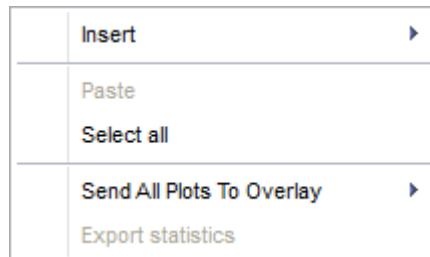 Insert
Paste
Select all
Send All Plots To Overlay
Export statistics